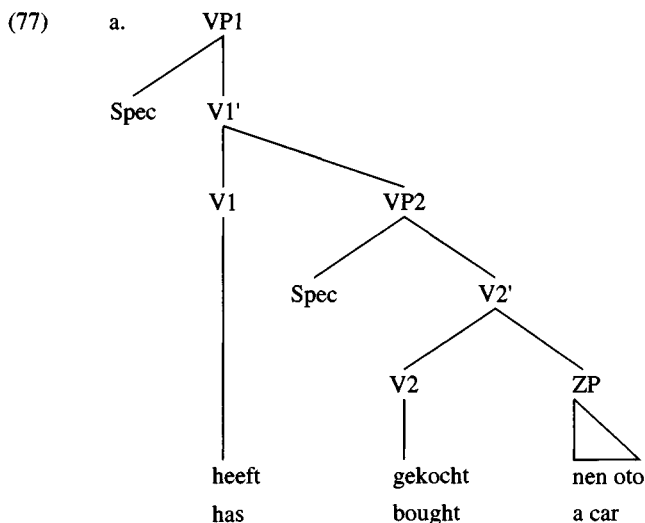 (77) a. VP1
Spec V1'
V1 VP2
Spec V2'
V2 ZP
heeft gekocht nen oto
has bought a car